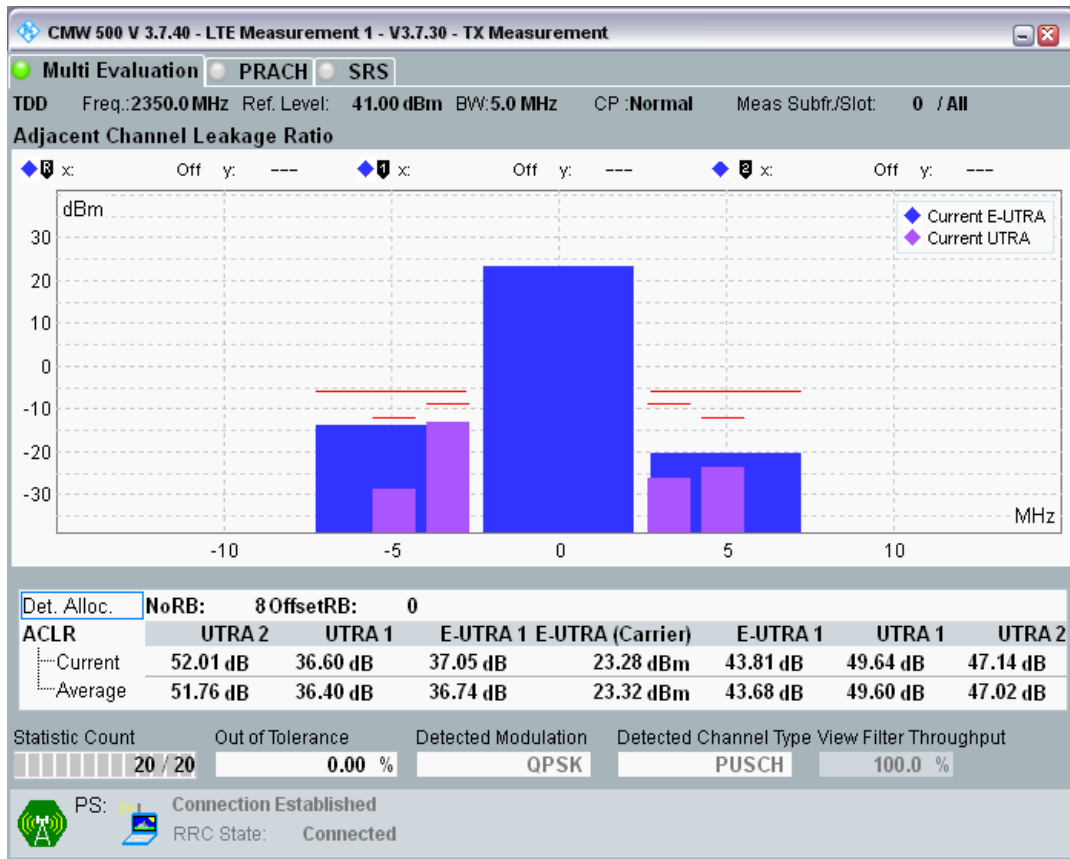 CMW 500 V 3.7.40 - LTE Measurement 1 - V3.7.30 - TX Measurement
Multi Evaluation PRACH SRS
TDD Freq.:2350.0 MHz Ref. Level: 41.00 dBm BW:5.0 MHz CP :Normal Meas Subfr./Slot: 0 / All
Adjacent Channel Leakage Ratio
R x: Off y: --- 1 x: Off y: --- 2 x: Off y: ---
dBm
Current E-UTRA
Current UTRA
30
20
10
0
-10
-20
-30
MHz
-10 -5 0 5 10
Det. Alloc. NoRB: 8 OffsetRB: 0
ACLR UTRA 2 UTRA 1 E-UTRA 1 E-UTRA (Carrier) E-UTRA 1 UTRA 1 UTRA 2
Current 52.01 dB 36.60 dB 37.05 dB 23.28 dBm 43.81 dB 49.64 dB 47.14 dB
Average 51.76 dB 36.40 dB 36.74 dB 23.32 dBm 43.68 dB 49.60 dB 47.02 dB
Statistic Count Out of Tolerance Detected Modulation Detected Channel Type View Filter Throughput
20 / 20 0.00 % QPSK PUSCH 100.0 %
PS: Connection Established
RRC State: Connected